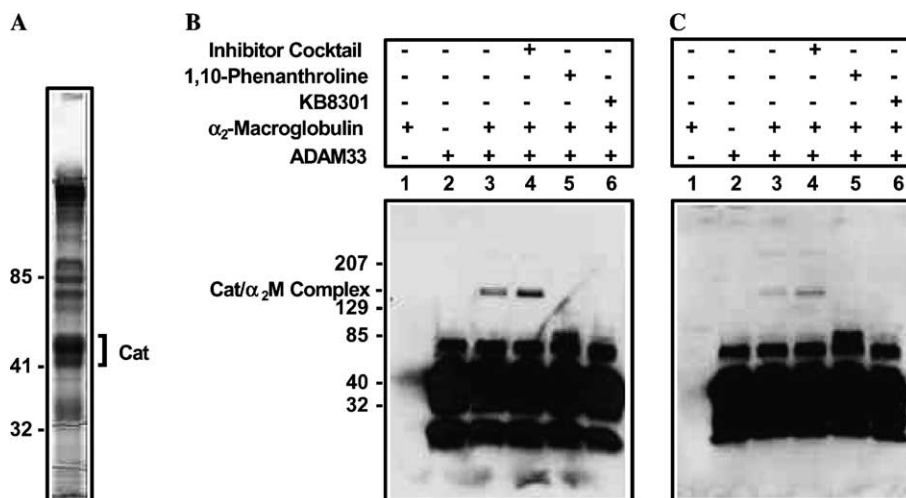 A
85 -
41 -
32 -
Cat
B
Inhibitor Cocktail - - - + - -
1,10-Phenanthroline - - - - + -
KB8301 - - - - - +
α2-Macroglobulin + - + + + +
ADAM33 - + + + + +
1 2 3 4 5 6
207 -
Cat/α2M Complex -
129 -
85 -
40 -
32 -
C
- - - + - -
- - - - + -
- - - - - +
+ - + + + +
- + + + + +
1 2 3 4 5 6